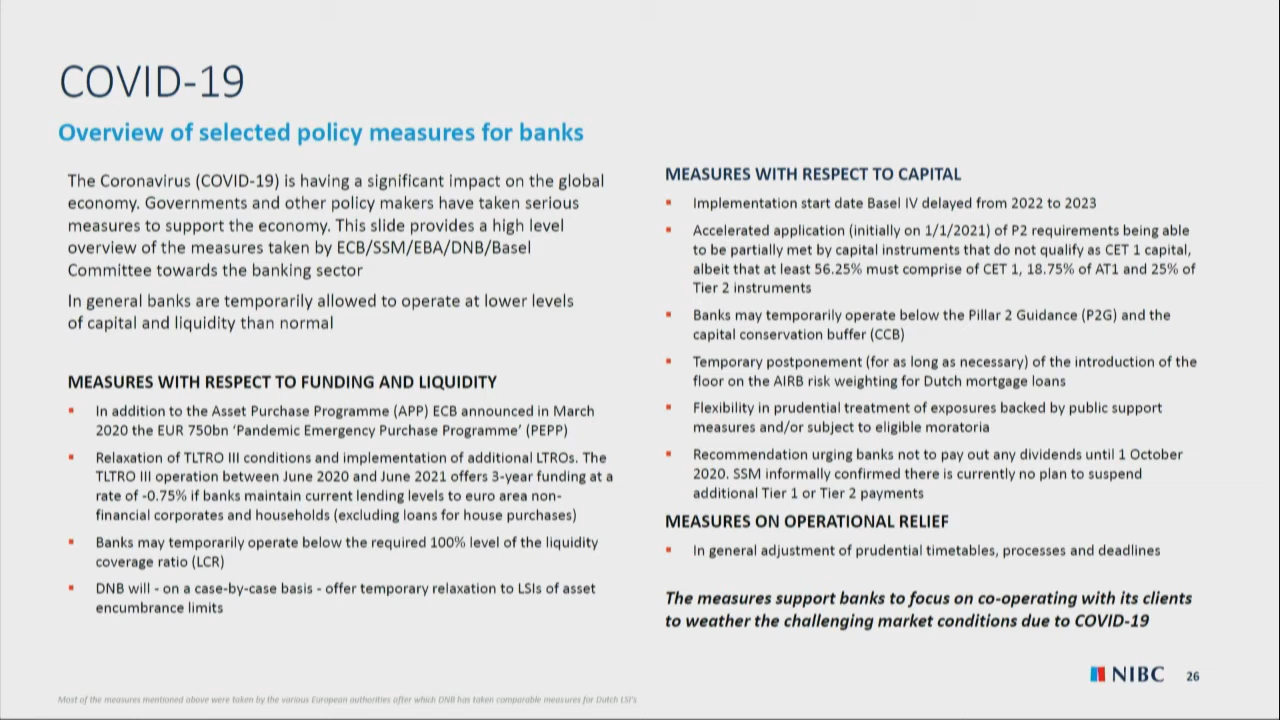 COVID-19
Overview of selected policy measures for banks
The Coronavirus (COVID-19) is having a significant impact on the global
economy. Governments and other policy makers have taken serious
measures to support the economy. This slide provides a high level
overview of the measures taken by ECB/SSM/EBA/DNB/Basel
Committee towards the banking sector
In general banks are temporarily allowed to operate at lower levels
of capital and liquidity than normal
MEASURES WITH RESPECT TO FUNDING AND LIQUIDITY
In addition to the Asset Purchase Programme (APP) ECB announced in March
2020 the EUR 750bn ‘Pandemic Emergency Purchase Programme’ (PEPP)
Relaxation of TLTRO III conditions and implementation of additional LTROs. The
TLTRO III operation between June 2020 and June 2021 offers 3-year funding at a
rate of -0.75% if banks maintain current lending levels to euro area non-
financial corporates and households (excluding loans for house purchases)
Banks may temporarily operate below the required 100% level of the liquidity
coverage ratio (LCR)
DNB will - on a case-by-case basis - offer temporary relaxation to LSIs of asset
encumbrance limits
MEASURES WITH RESPECT TO CAPITAL
Implementation start date Basel IV delayed from 2022 to 2023
Accelerated application (initially on 1/1/2021) of P2 requirements being able
to be partially met by capital instruments that do not qualify as CET 1 capital,
albeit that at least 56.25% must comprise of CET 1, 18.75% of AT1 and 25% of
Tier 2 instruments
Banks may temporarily operate below the Pillar 2 Guidance (P2G) and the
capital conservation buffer (CCB)
Temporary postponement (for as long as necessary) of the introduction of the
floor on the AIRB risk weighting for Dutch mortgage loans
Flexibility in prudential treatment of exposures backed by public support
measures and/or subject to eligible moratoria
Recommendation urging banks not to pay out any dividends until 1 October
2020. SSM informally confirmed there is currently no plan to suspend
additional Tier 1 or Tier 2 payments
MEASURES ON OPERATIONAL RELIEF
In general adjustment of prudential timetables, processes and deadlines
The measures support banks to focus on co-operating with its clients
to weather the challenging market conditions due to COVID-19
NIBC 26
Most of the measures mentioned above were taken by the various European authorities after which DNB has taken comparable measures for Dutch LSI's